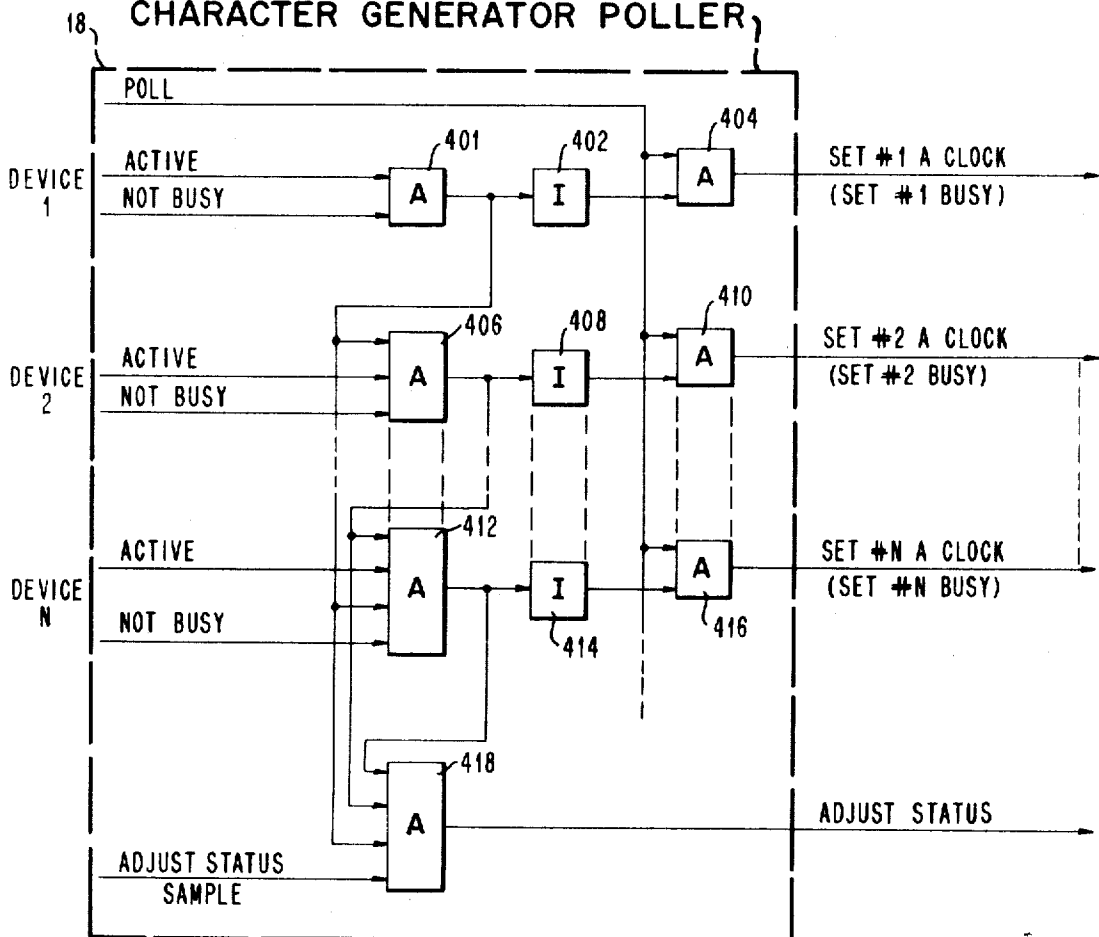 CHARACTER GENERATOR POLLER
18
POLL
DEVICE
1
ACTIVE
NOT BUSY
401
A
402
I
404
A
SET #1 A CLOCK
(SET #1 BUSY)
DEVICE
2
ACTIVE
NOT BUSY
406
A
408
I
410
A
SET #2 A CLOCK
(SET #2 BUSY)
DEVICE
N
ACTIVE
NOT BUSY
412
A
I
414
A
416
SET #N A CLOCK
(SET #N BUSY)
418
A
ADJUST STATUS
SAMPLE
ADJUST STATUS